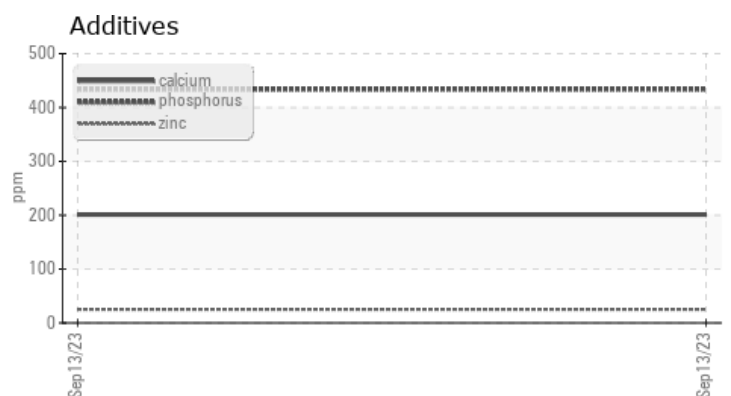 Additives
500
400
300
200
100
0
ppm
calcium
phosphorus
zinc
Sep13/23
Sep13/23